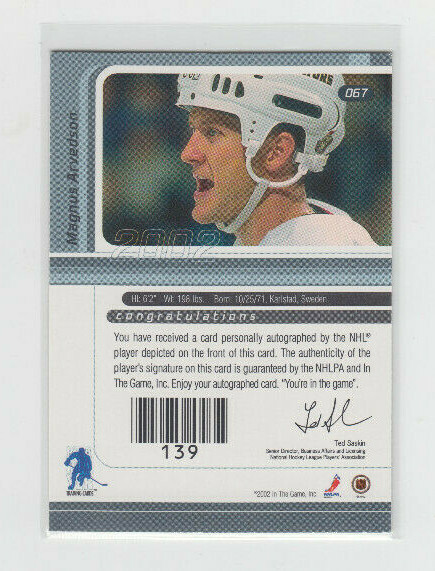 067
Magnus Arvedson
2002
Ht: 6'2" Wt: 198 lbs. Born: 10/25/71, Karlstad, Sweden
congratulations
You have received a card personally autographed by the NHL®
player depicted on the front of this card. The authenticity of the
player's signature on this card is guaranteed by the NHLPA and In
The Game, Inc. Enjoy your autographed card. "You're in the game".
139
Ted Saskin
Senior Director, Business Affairs and Licensing
National Hockey League Players' Association
TRADING CARDS
©2002 In The Game, Inc.
NHLPA